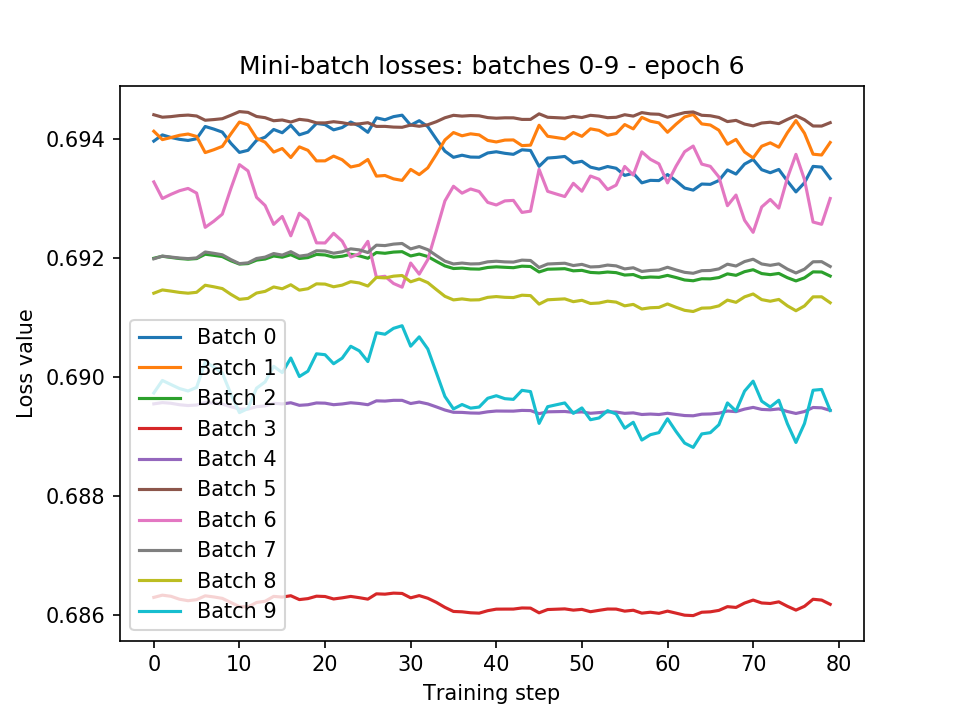 Mini-batch losses: batches 0-9 - epoch 6
Loss value
0.694
0.692
0.690
0.688
0.686
Batch 0
Batch 1
Batch 2
Batch 3
Batch 4
Batch 5
Batch 6
Batch 7
Batch 8
Batch 9
0 10 20 30 40 50 60 70 80
Training step